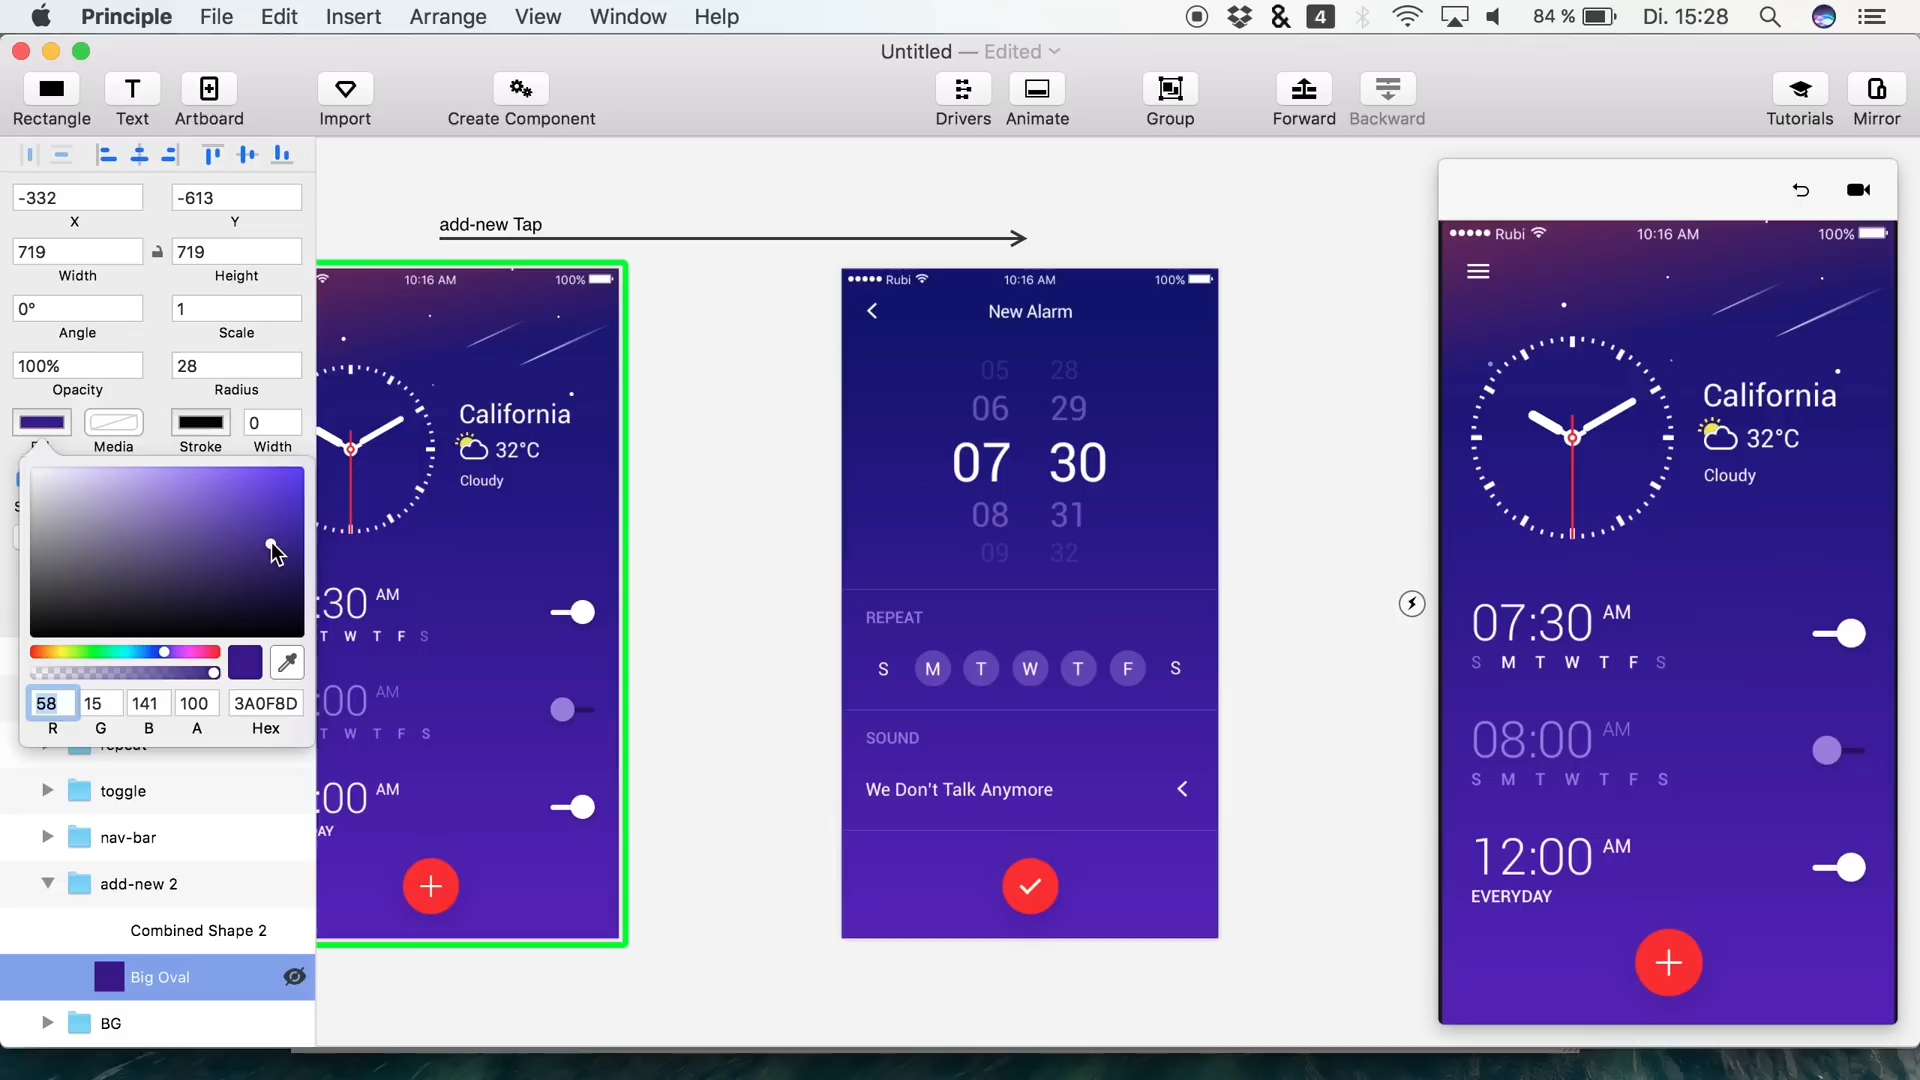 Principle File Edit Insert Arrange View Window Help
4 84 % Di. 15:28
Untitled — Edited
Rectangle Text Artboard Import Create Component Drivers Animate Group Forward Backward Tutorials Mirror
-332 -613
X Y
719 719
Width Height
0° 1
Angle Scale
100% 28
Opacity Radius
0
Media Stroke Width
58 15 141 100 3A0F8D
R G B A Hex
repeat
toggle
nav-bar
add-new 2
Combined Shape 2
Big Oval
BG
add-new Tap
10:16 AM 100%
California
32°C
Cloudy
:30 AM
T W T F S
:00 AM
T W T F S
:00 AM
AY
Rubi 10:16 AM 100%
New Alarm
05 28
06 29
07 30
08 31
09 32
REPEAT
S M T W T F S
SOUND
We Don't Talk Anymore
Rubi 10:16 AM 100%
California
32°C
Cloudy
07:30 AM
S M T W T F S
08:00 AM
S M T W T F S
12:00 AM
EVERYDAY